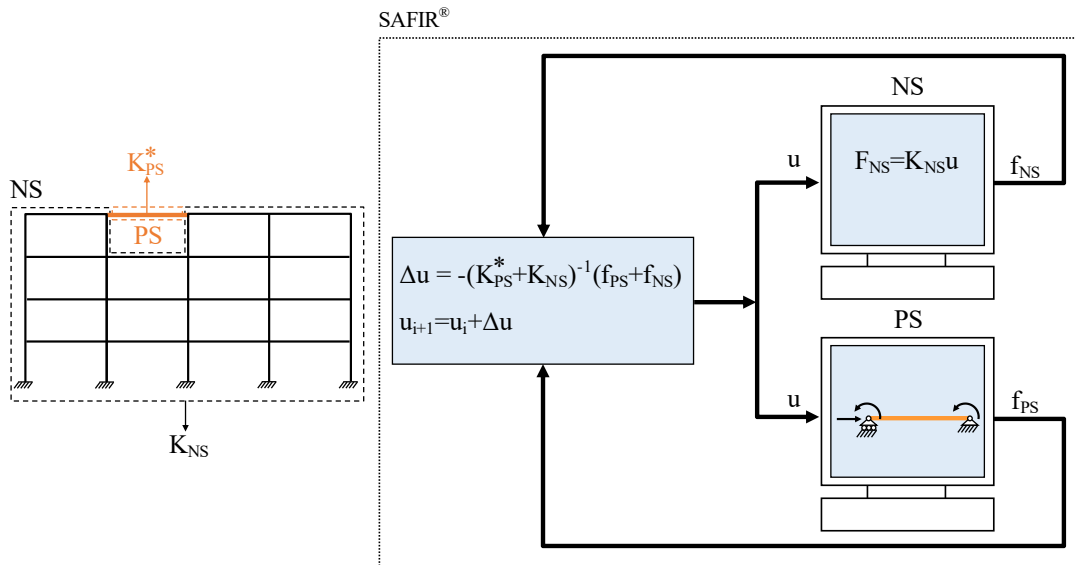 SAFIR®
K*PS
NS
PS
KNS
Δu = -(K*PS+KNS)-1(fPS+fNS)
ui+1=ui+Δu
NS
u
FNS=KNSu
fNS
PS
u
fPS